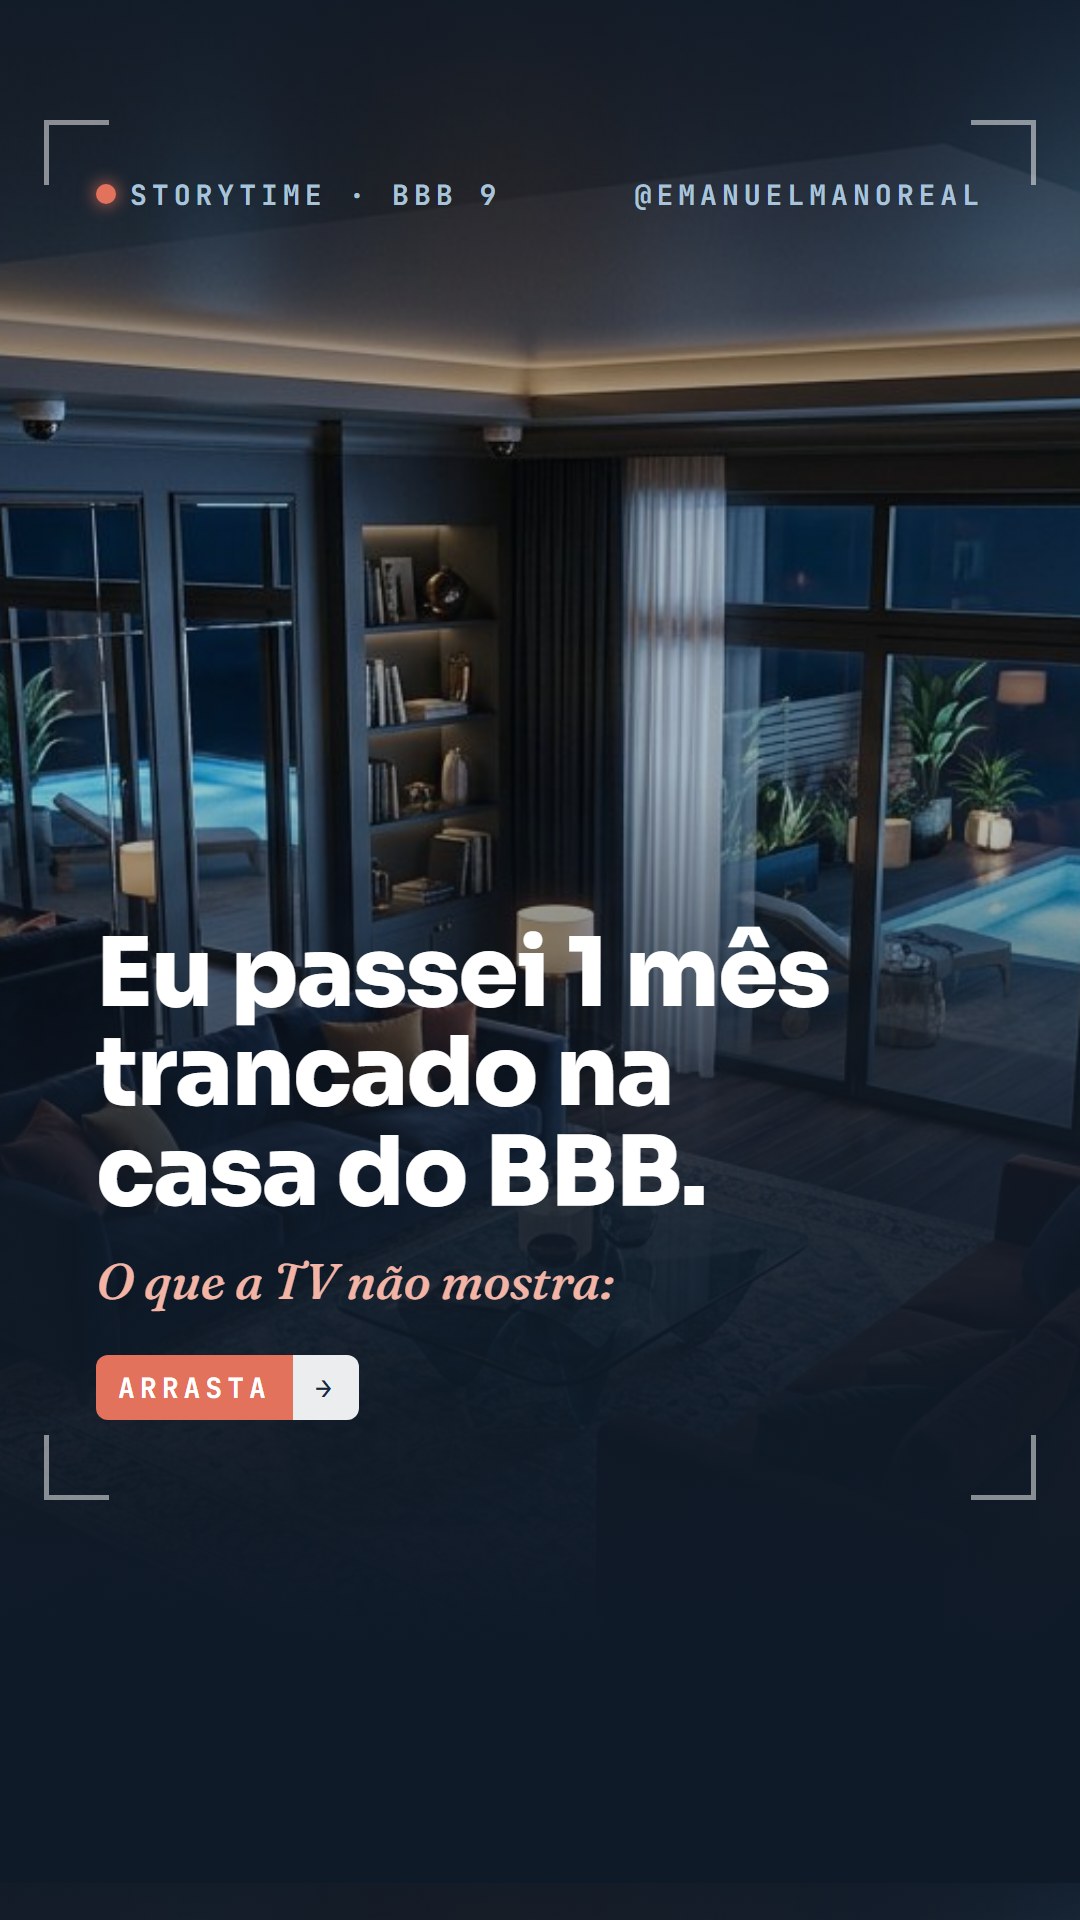 STORYTIME · BBB 9
@EMANUELMANOREAL
Eu passei 1 mês
trancado na
casa do BBB.
O que a TV não mostra:
ARRASTA →